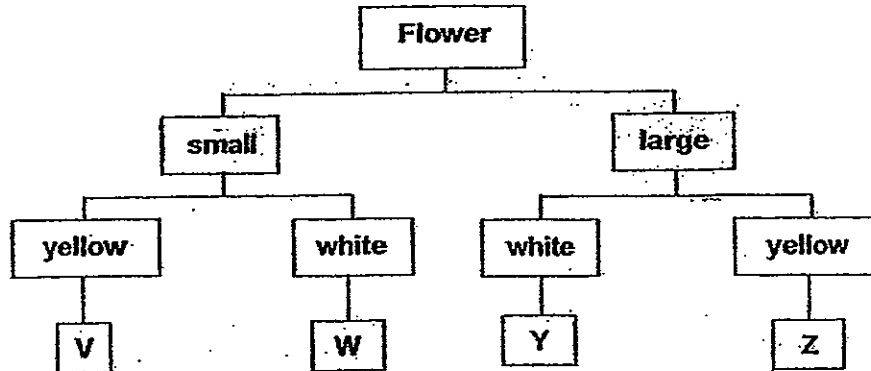 Flower
small large
yellow white white yellow
V W Y Z